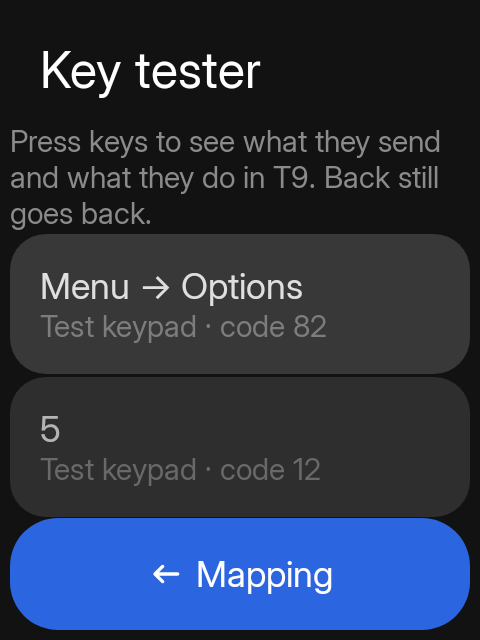 Key tester
Press keys to see what they send
and what they do in T9. Back still
goes back.
Menu → Options
Test keypad · code 82
5
Test keypad · code 12
← Mapping